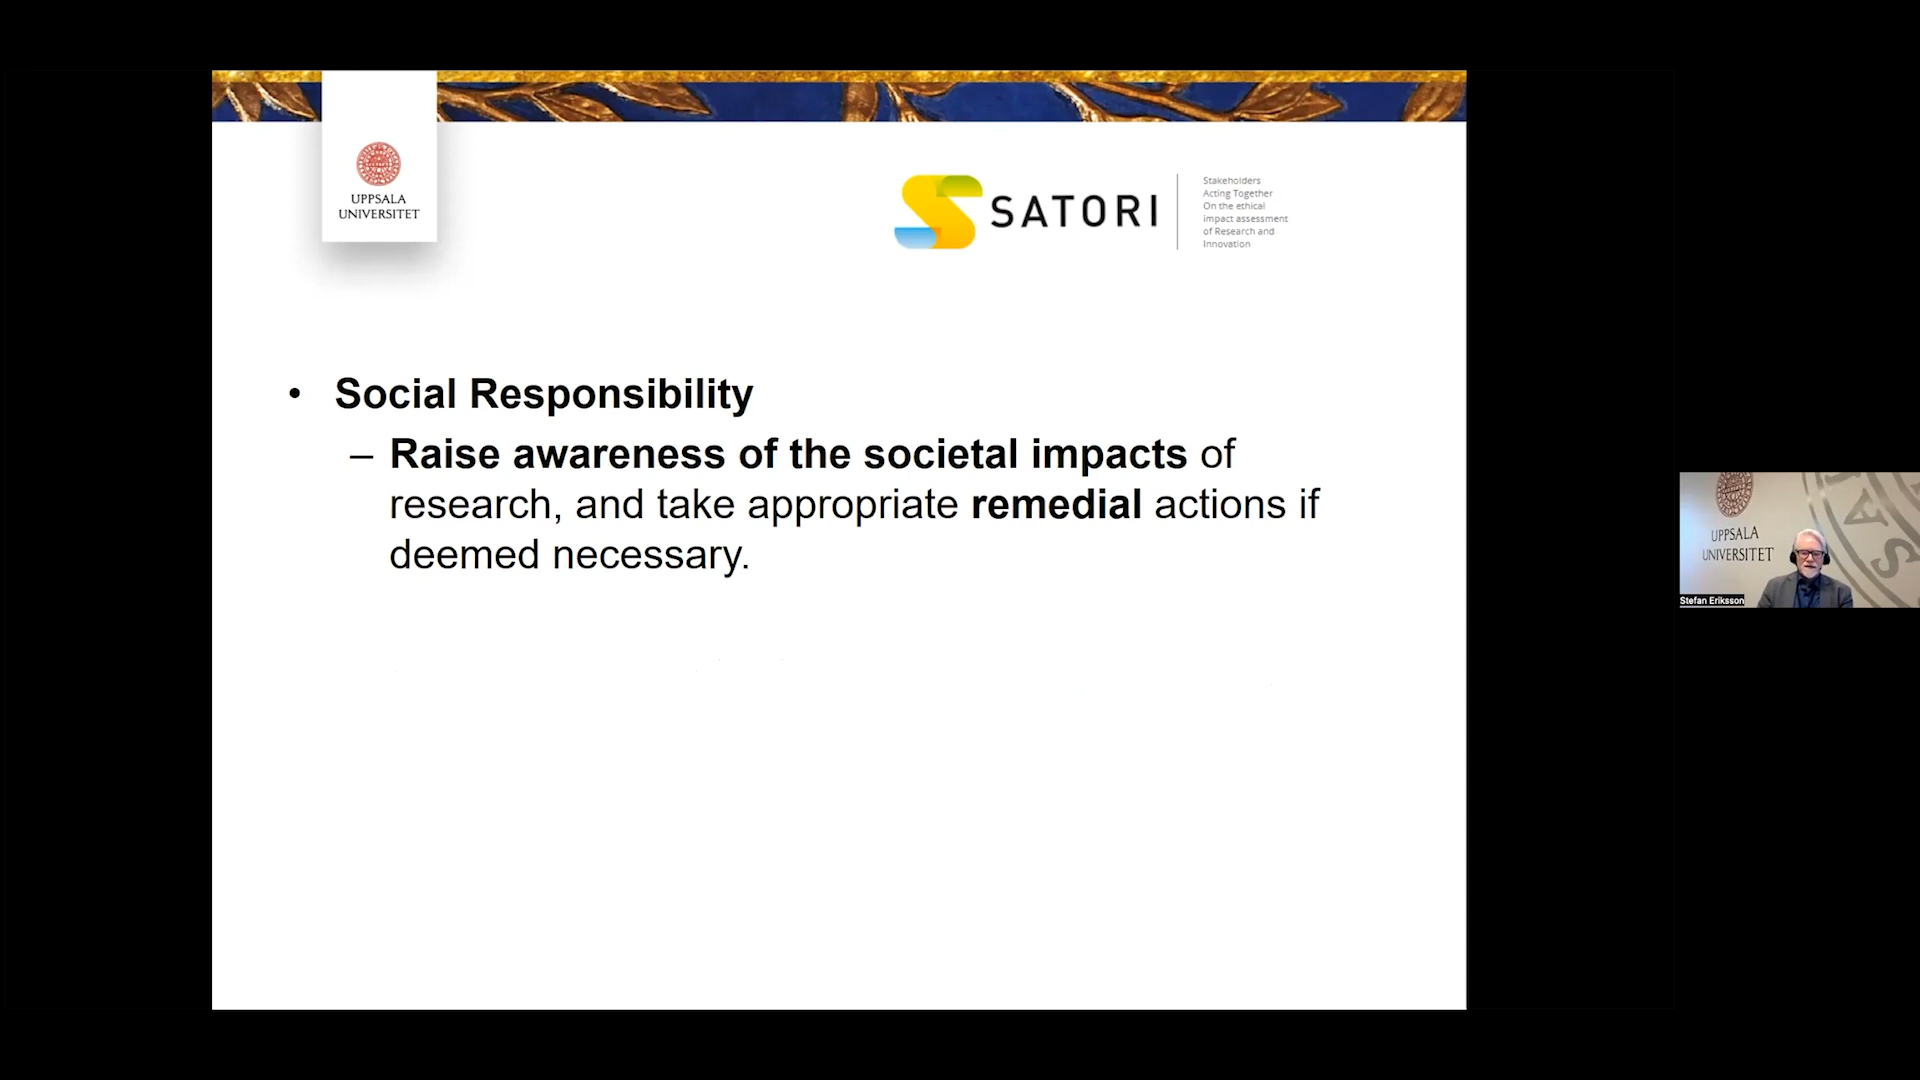 UPPSALA
UNIVERSITET
SATORI
Stakeholders
Acting Together
On the ethical
impact assessment
of Research and
Innovation
• Social Responsibility
– Raise awareness of the societal impacts of
research, and take appropriate remedial actions if
deemed necessary.
UPPSALA
UNIVERSITET
Stefan Eriksson